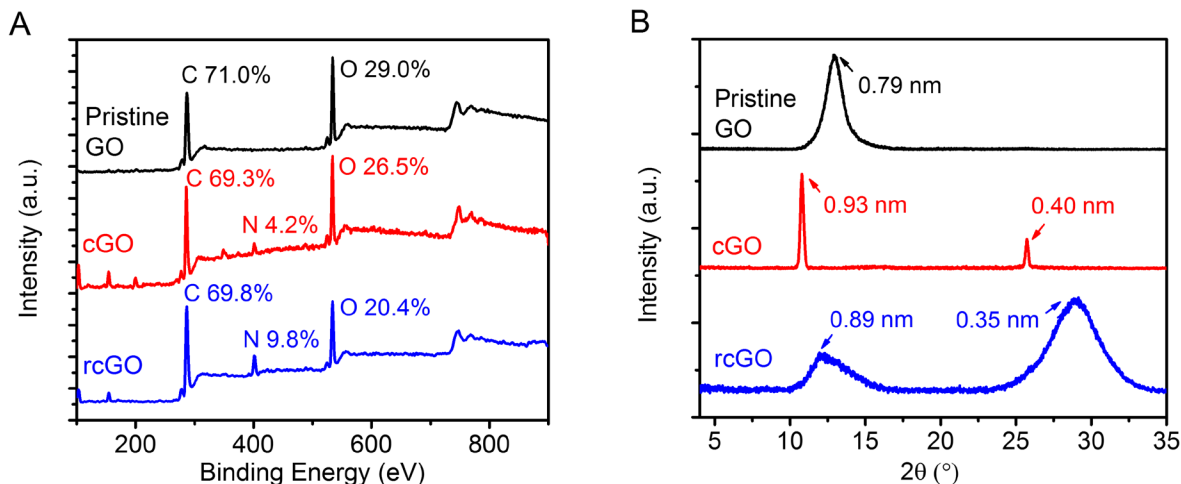 A
C 71.0%
O 29.0%
Pristine
GO
C 69.3%
O 26.5%
N 4.2%
cGO
C 69.8%
O 20.4%
N 9.8%
rcGO
Intensity (a.u.)
200
400
600
800
Binding Energy (eV)
B
0.79 nm
Pristine
GO
0.93 nm
0.40 nm
cGO
0.89 nm
0.35 nm
rcGO
Intensity (a.u.)
5
10
15
20
25
30
35
2θ (°)